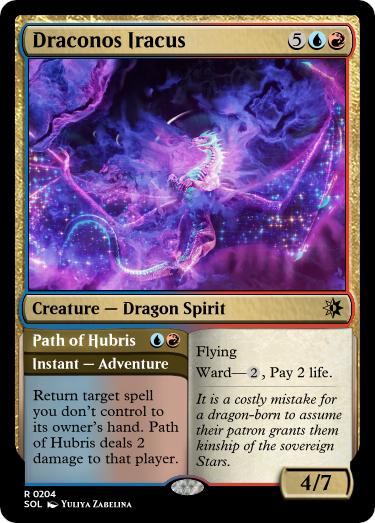 Draconos Iracus 5
Creature — Dragon Spirit
Path of Hubris
Instant — Adventure
Return target spell
you don't control to
its owner's hand. Path
of Hubris deals 2
damage to that player.
Flying
Ward—2, Pay 2 life.
It is a costly mistake for
a dragon-born to assume
their patron grants them
kinship of the sovereign
Stars.
4/7
R 0204
SOL YULIYA ZABELINA